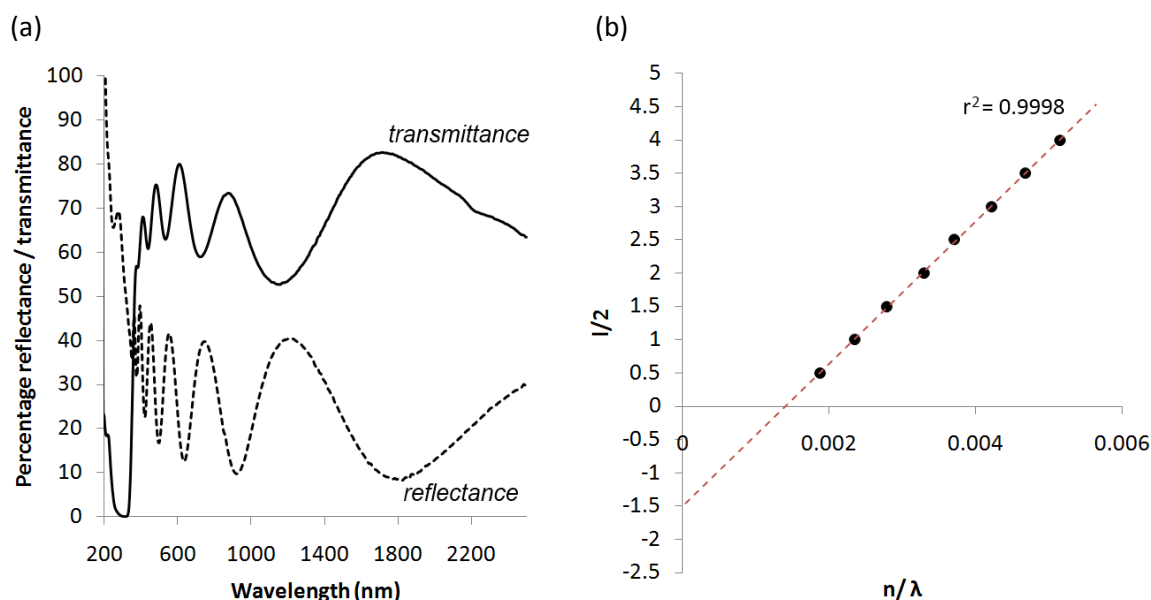 (a)
Percentage reflectance / transmittance
100
90
80
70
60
50
40
30
20
10
0
transmittance
reflectance
200 600 1000 1400 1800 2200
Wavelength (nm)
(b)
l/2
5
4.5
4
3.5
3
2.5
2
1.5
1
0.5
0
-0.5
-1
-1.5
-2
-2.5
r² = 0.9998
0 0.002 0.004 0.006
n/λ